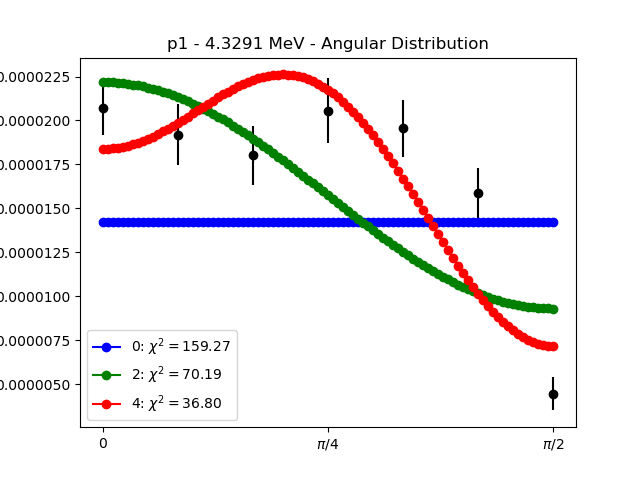 p1 - 4.3291 MeV - Angular Distribution
0.0000225
0.0000200
0.0000175
0.0000150
0.0000125
0.0000100
0.0000075
0.0000050
0: χ² = 159.27
2: χ² = 70.19
4: χ² = 36.80
0 π/4 π/2